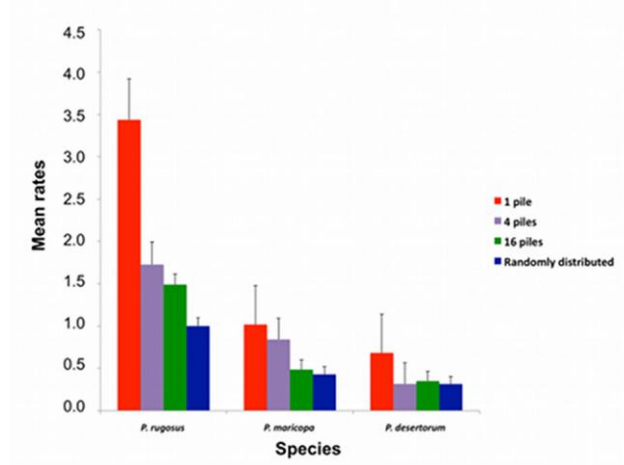 4.5
4.0
3.5
3.0
2.5
2.0
1.5
1.0
0.5
0.0
Mean rates
P. rugosus
P. maricopa
P. desertorum
Species
1 pile
4 piles
16 piles
Randomly distributed